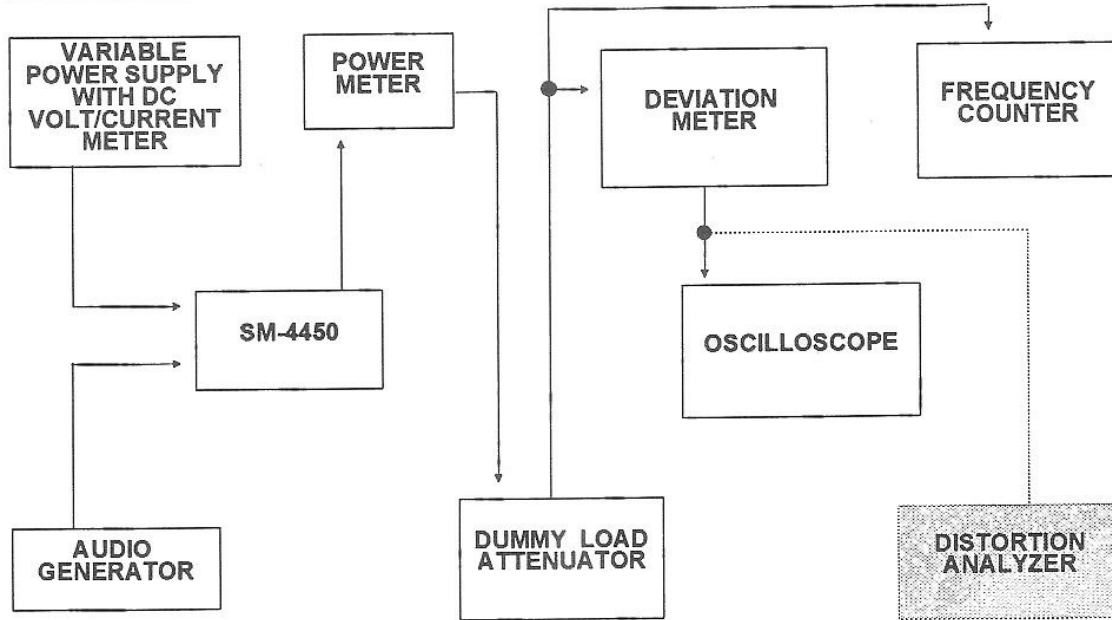 VARIABLE
POWER SUPPLY
WITH DC
VOLT/CURRENT
METER
POWER
METER
DEVIATION
METER
FREQUENCY
COUNTER
SM-4450
OSCILLOSCOPE
AUDIO
GENERATOR
DUMMY LOAD
ATTENUATOR
DISTORTION
ANALYZER